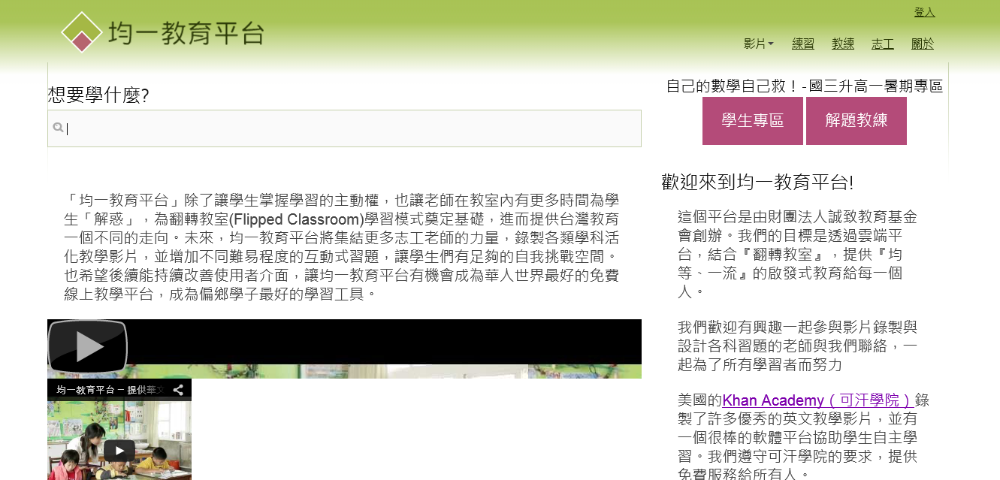 登入
均一教育平台
影片 練習 教練 志工 關於
想要學什麼?
「均一教育平台」除了讓學生掌握學習的主動權，也讓老師在教室內有更多時間為學
生「解惑」，為翻轉教室(Flipped Classroom)學習模式奠定基礎，進而提供台灣教育
一個不同的走向。未來，均一教育平台將集結更多志工老師的力量，錄製各類學科活
化教學影片，並增加不同難易程度的互動式習題，讓學生們有足夠的自我挑戰空間。
也希望後續能持續改善使用者介面，讓均一教育平台有機會成為華人世界最好的免費
線上教學平台，成為偏鄉學子最好的學習工具。
均一教育平台 – 提供華文
自己的數學自己救！-國三升高一暑期專區
學生專區 解題教練
歡迎來到均一教育平台!
這個平台是由財團法人誠致教育基金
會創辦。我們的目標是透過雲端平
台，結合『翻轉教室』，提供『均
等、一流』的啟發式教育給每一個
人。
我們歡迎有興趣一起參與影片錄製與
設計各科習題的老師與我們聯絡，一
起為了所有學習者而努力
美國的Khan Academy（可汗學院）錄
製了許多優秀的英文教學影片，並有
一個很棒的軟體平台協助學生自主學
習。我們遵守可汗學院的要求，提供
免費服務給所有人。